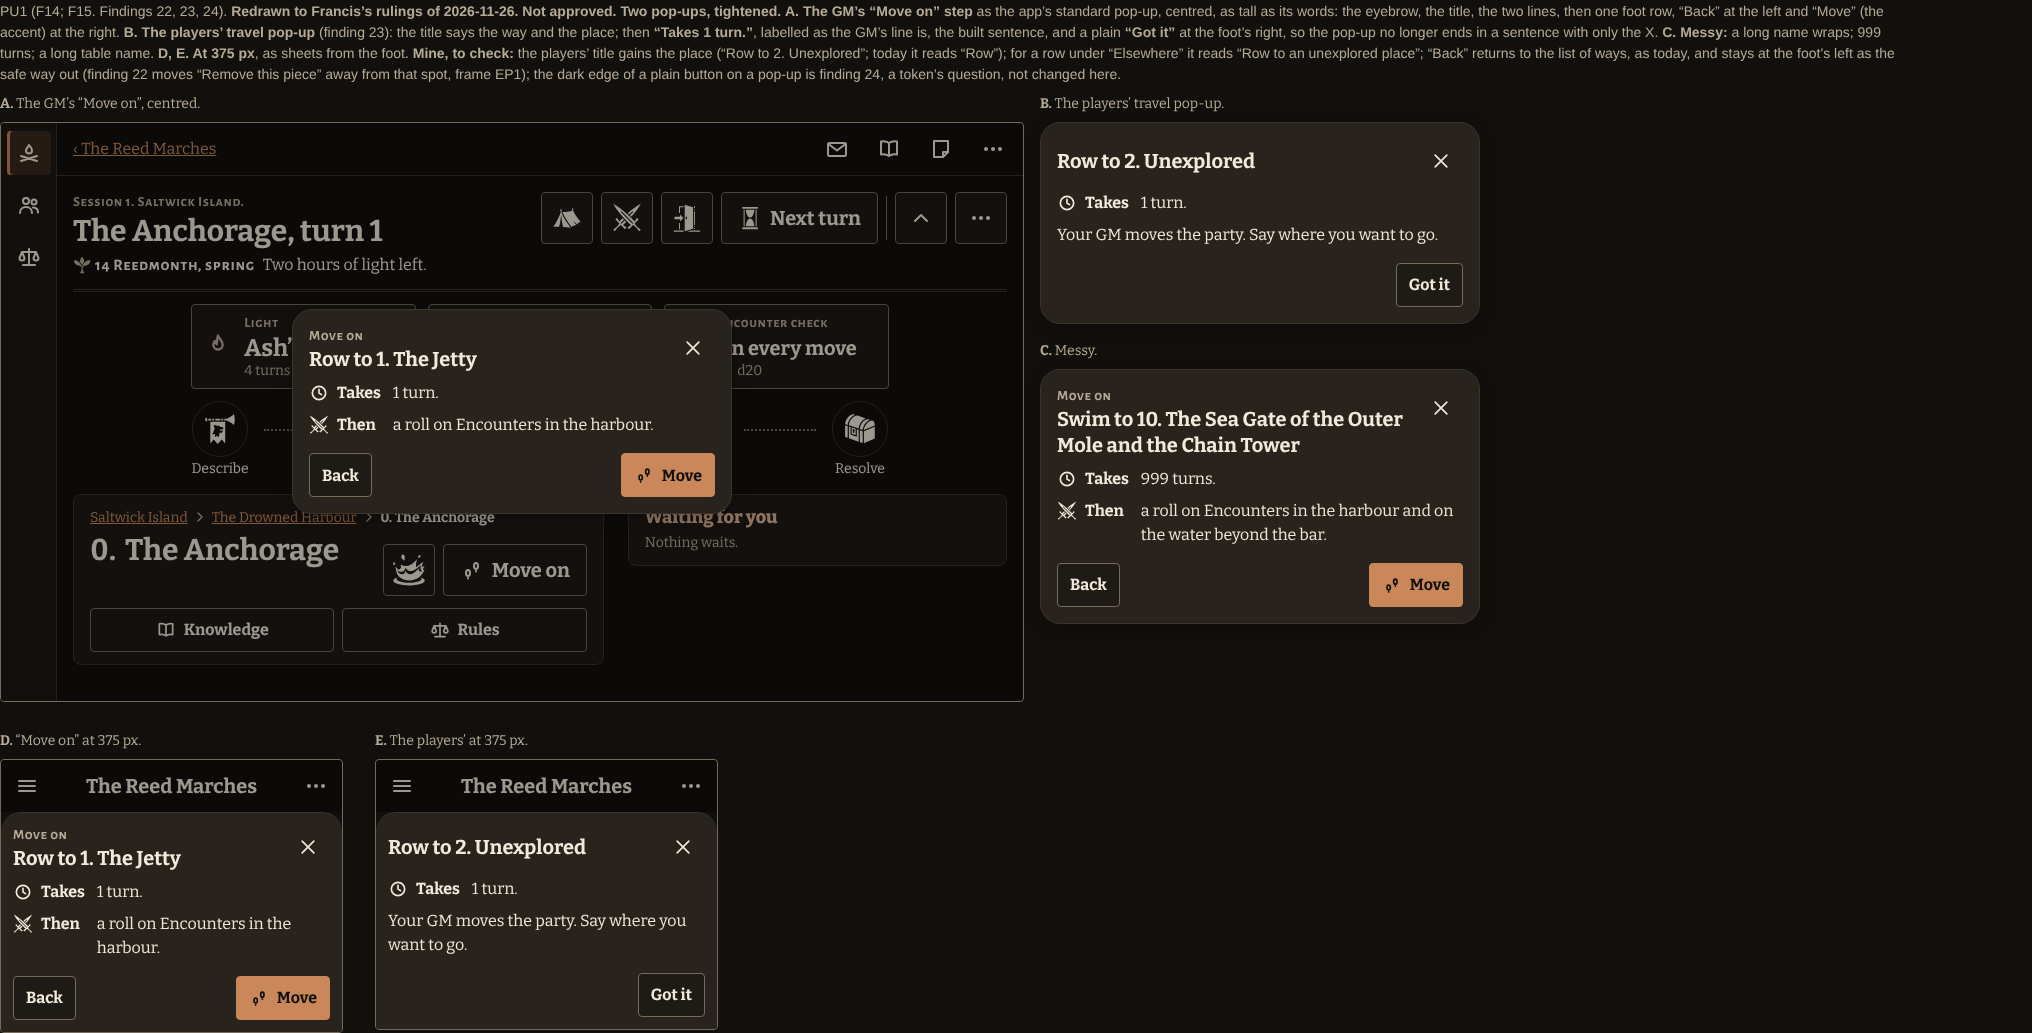 PU1 (F14; F15. Findings 22, 23, 24). Redrawn to Francis’s rulings of 2026-11-26. Not approved. Two pop-ups, tightened. A. The GM’s “Move on” step as the app’s standard pop-up, centred, as tall as its words: the eyebrow, the title, the two lines, then one foot row, “Back” at the left and “Move” (the
accent) at the right. B. The players’ travel pop-up (finding 23): the title says the way and the place; then “Takes 1 turn.”, labelled as the GM’s line is, the built sentence, and a plain “Got it” at the foot’s right, so the pop-up no longer ends in a sentence with only the X. C. Messy: a long name wraps; 999
turns; a long table name. D, E. At 375 px, as sheets from the foot. Mine, to check: the players’ title gains the place (“Row to 2. Unexplored”; today it reads “Row”); for a row under “Elsewhere” it reads “Row to an unexplored place”; “Back” returns to the list of ways, as today, and stays at the foot’s left as the
safe way out (finding 22 moves “Remove this piece” away from that spot, frame EP1); the dark edge of a plain button on a pop-up is finding 24, a token’s question, not changed here.
A. The GM’s “Move on”, centred.
‹ The Reed Marches
Session 1. Saltwick Island.
The Anchorage, turn 1
14 Reedmonth, spring Two hours of light left.
Next turn
Light
Ash’
4 turns
counter check
n every move
d20
Describe
Resolve
Move on
Row to 1. The Jetty
Takes 1 turn.
Then a roll on Encounters in the harbour.
Back
Move
Saltwick Island > The Drowned Harbour > 0. The Anchorage
0. The Anchorage
Move on
Knowledge
Rules
Waiting for you
Nothing waits.
B. The players’ travel pop-up.
Row to 2. Unexplored
Takes 1 turn.
Your GM moves the party. Say where you want to go.
Got it
C. Messy.
Move on
Swim to 10. The Sea Gate of the Outer
Mole and the Chain Tower
Takes 999 turns.
Then a roll on Encounters in the harbour and on
the water beyond the bar.
Back
Move
D. “Move on” at 375 px.
The Reed Marches
Move on
Row to 1. The Jetty
Takes 1 turn.
Then a roll on Encounters in the
harbour.
Back
Move
E. The players’ at 375 px.
The Reed Marches
Row to 2. Unexplored
Takes 1 turn.
Your GM moves the party. Say where you
want to go.
Got it